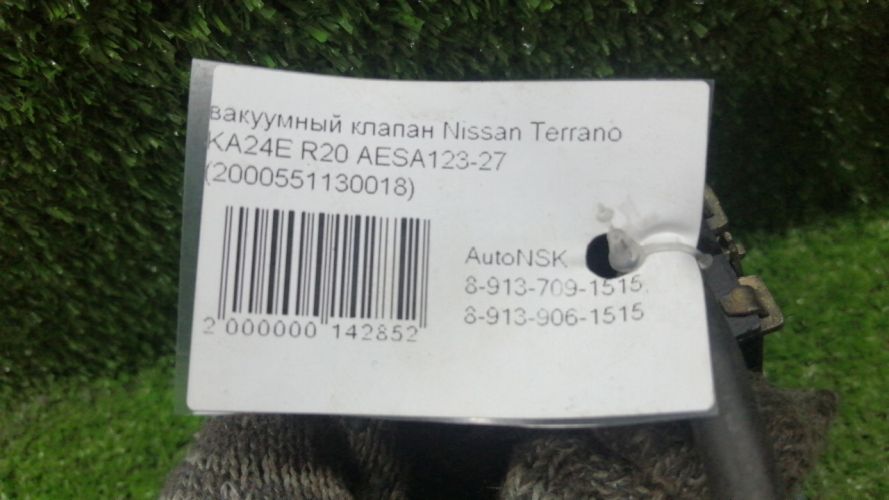 вакуумный клапан Nissan Terrano
KA24E R20 AESA123-27
(2000551130018)
AutoNSK
8-913-709-1515,
8-913-906-1515
2 000000 142852